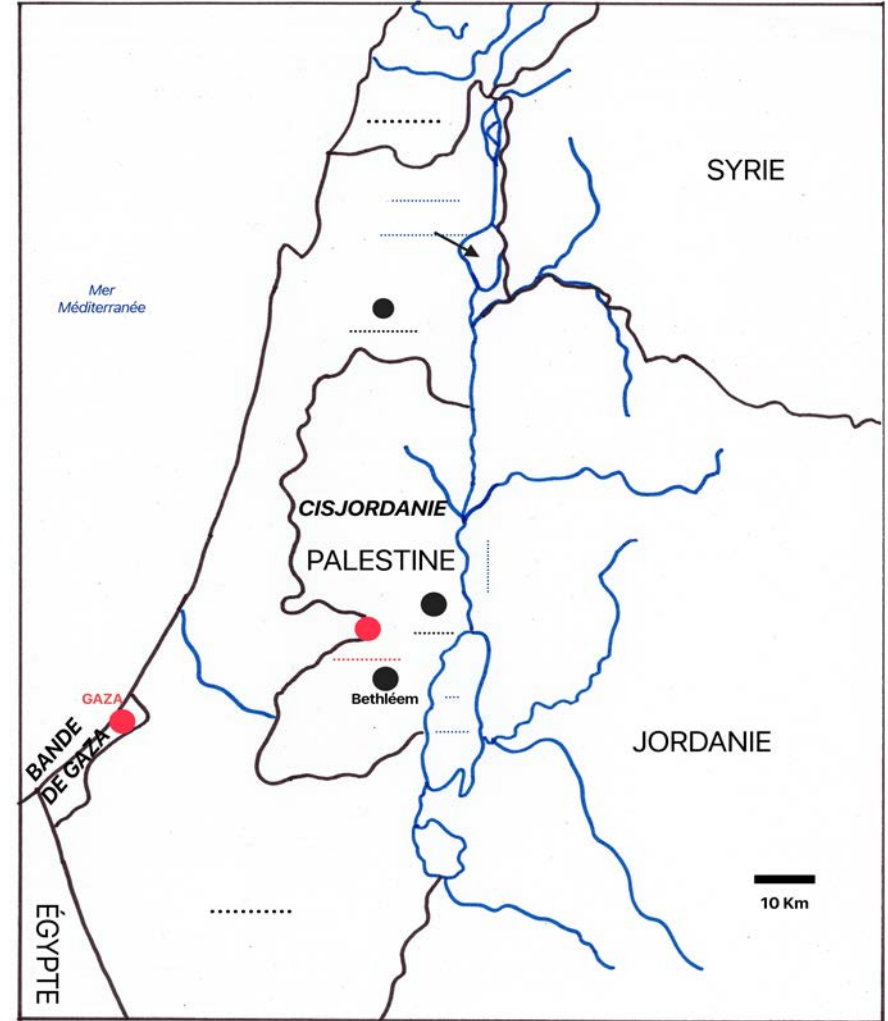 SYRIE
Mer
Méditerranée
CISJORDANIE
PALESTINE
Bethléem
GAZA
BANDE
DE GAZA
JORDANIE
10 Km
ÉGYPTE